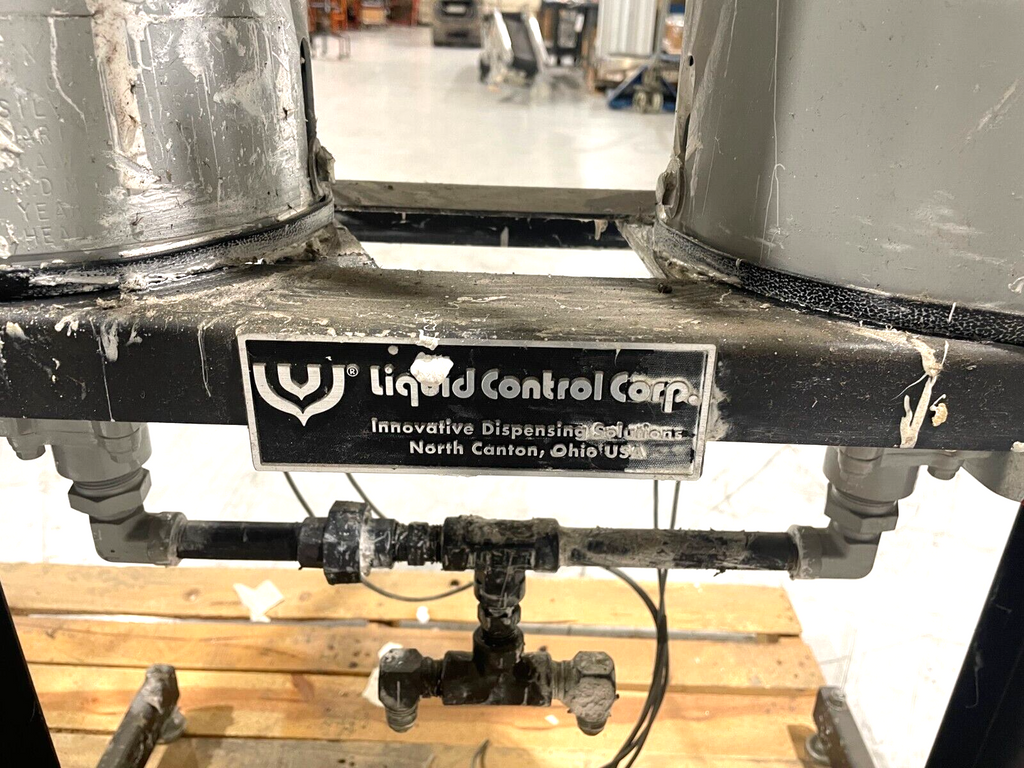 ® Liquid Control Corp.
Innovative Dispensing Solutions
North Canton, Ohio USA